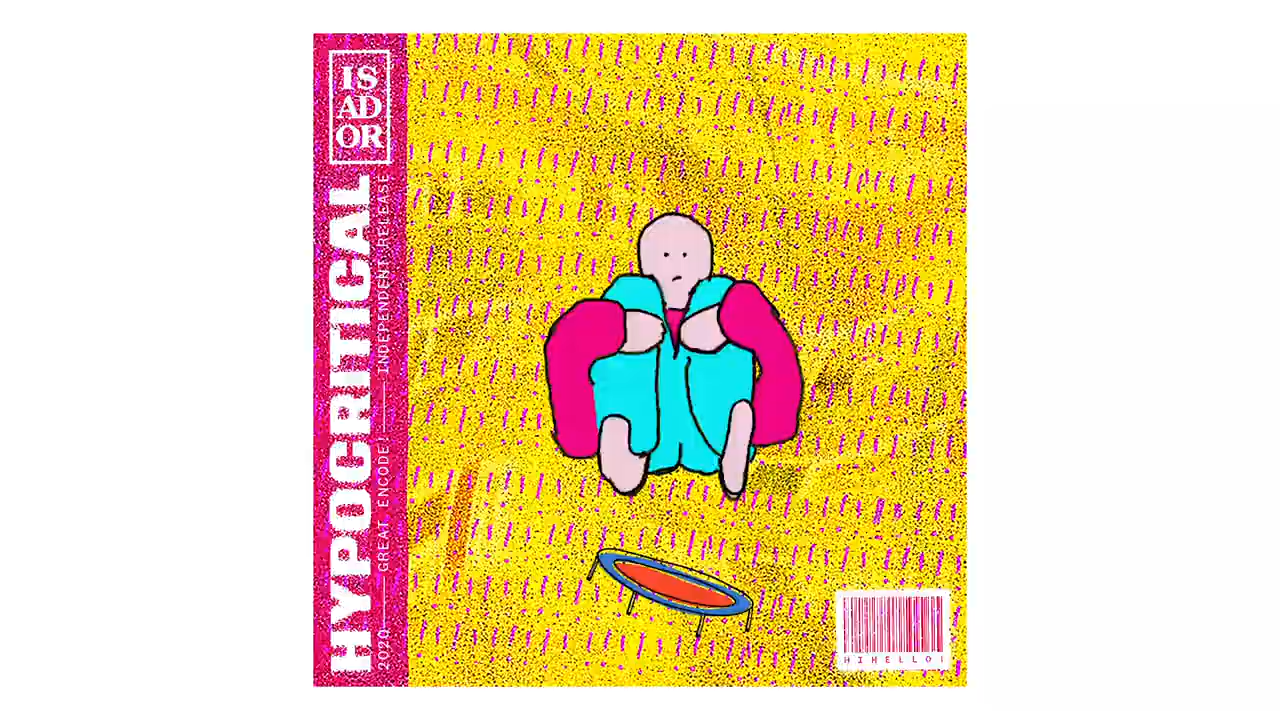 IS
AD
OR
HYPOCRITICAL
2020 GREAT ENCODE! INDEPENDENT RELEASE
HIHELLO!